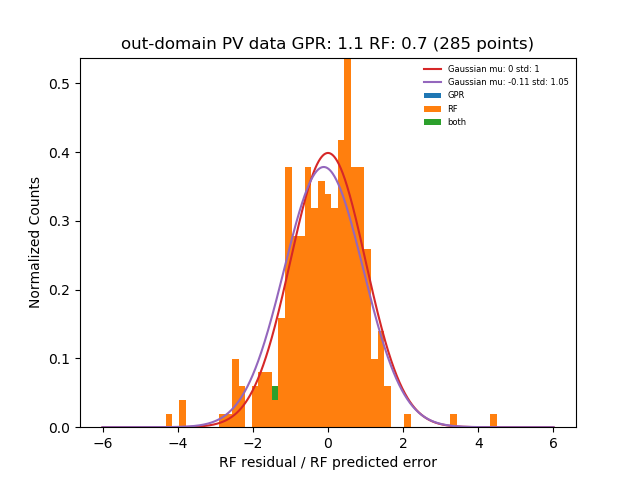 out-domain PV data GPR: 1.1 RF: 0.7 (285 points)
Gaussian mu: 0 std: 1
Gaussian mu: -0.11 std: 1.05
GPR
RF
both
Normalized Counts
0.5
0.4
0.3
0.2
0.1
0.0
−6 −4 −2 0 2 4 6
RF residual / RF predicted error